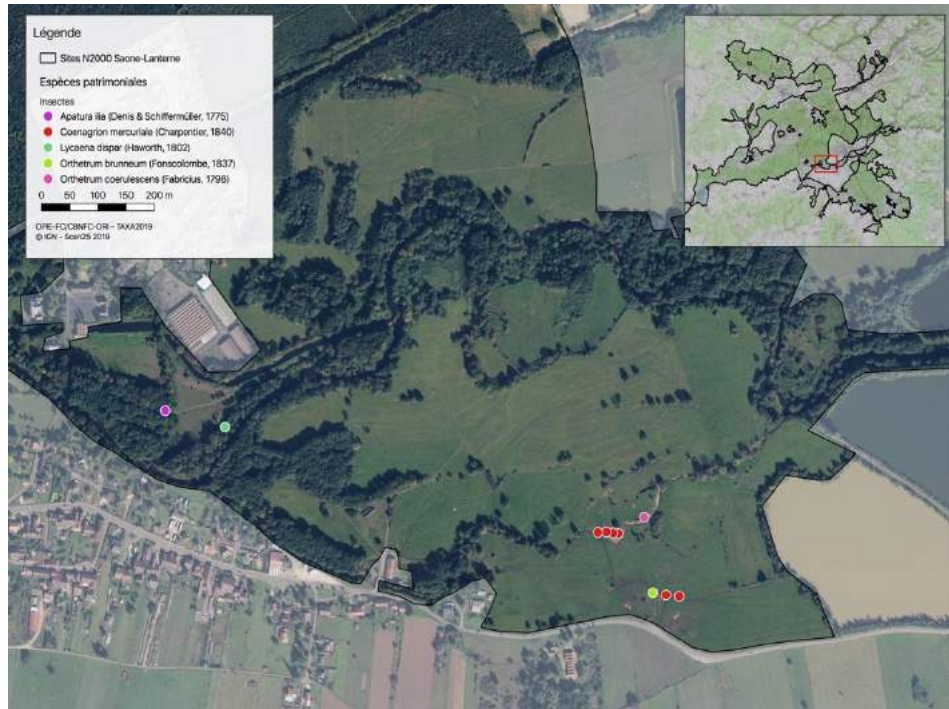 Légende
Sites N2000 Saone-Lanterne
Espèces patrimoniales
Insectes
Apatura ilia (Denis & Schiffermüller, 1775)
Coenagrion mercuriale (Charpentier, 1840)
Lycaena dispar (Haworth, 1802)
Orthetrum brunneum (Fonscolombe, 1837)
Orthetrum coerulescens (Fabricius, 1798)
0 50 100 150 200 m
OPIE-FC/CBNFC-ORI - TAXA2019
© IGN - Scan25 2019